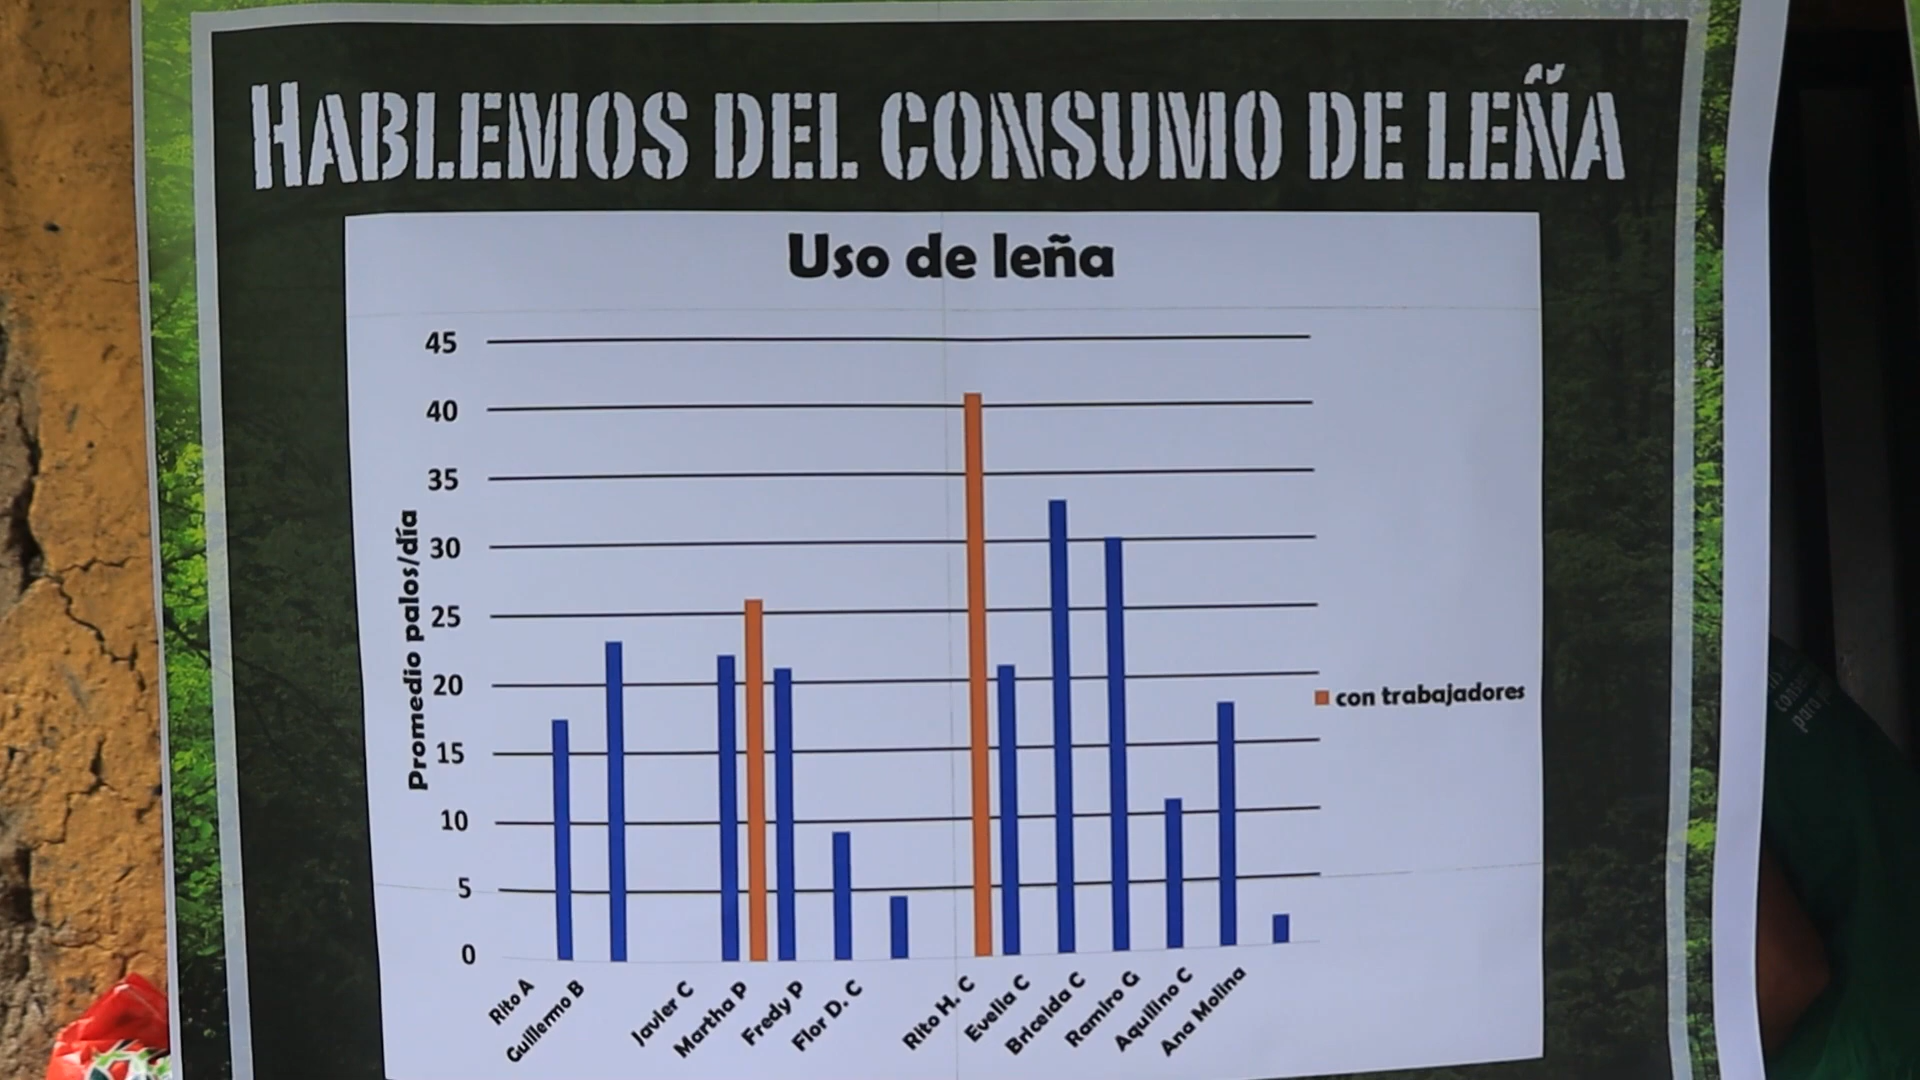 HABLEMOS DEL CONSUMO DE LEÑA
Uso de leña
Promedio palos/día
45
40
35
30
25
20
15
10
5
0
con trabajadores
Rito A
Guillermo B
Javier C
Martha P
Fredy P
Flor D. C
Rito H. C
Evelia C
Briceida C
Ramiro G
Aquilino C
Ana Molina